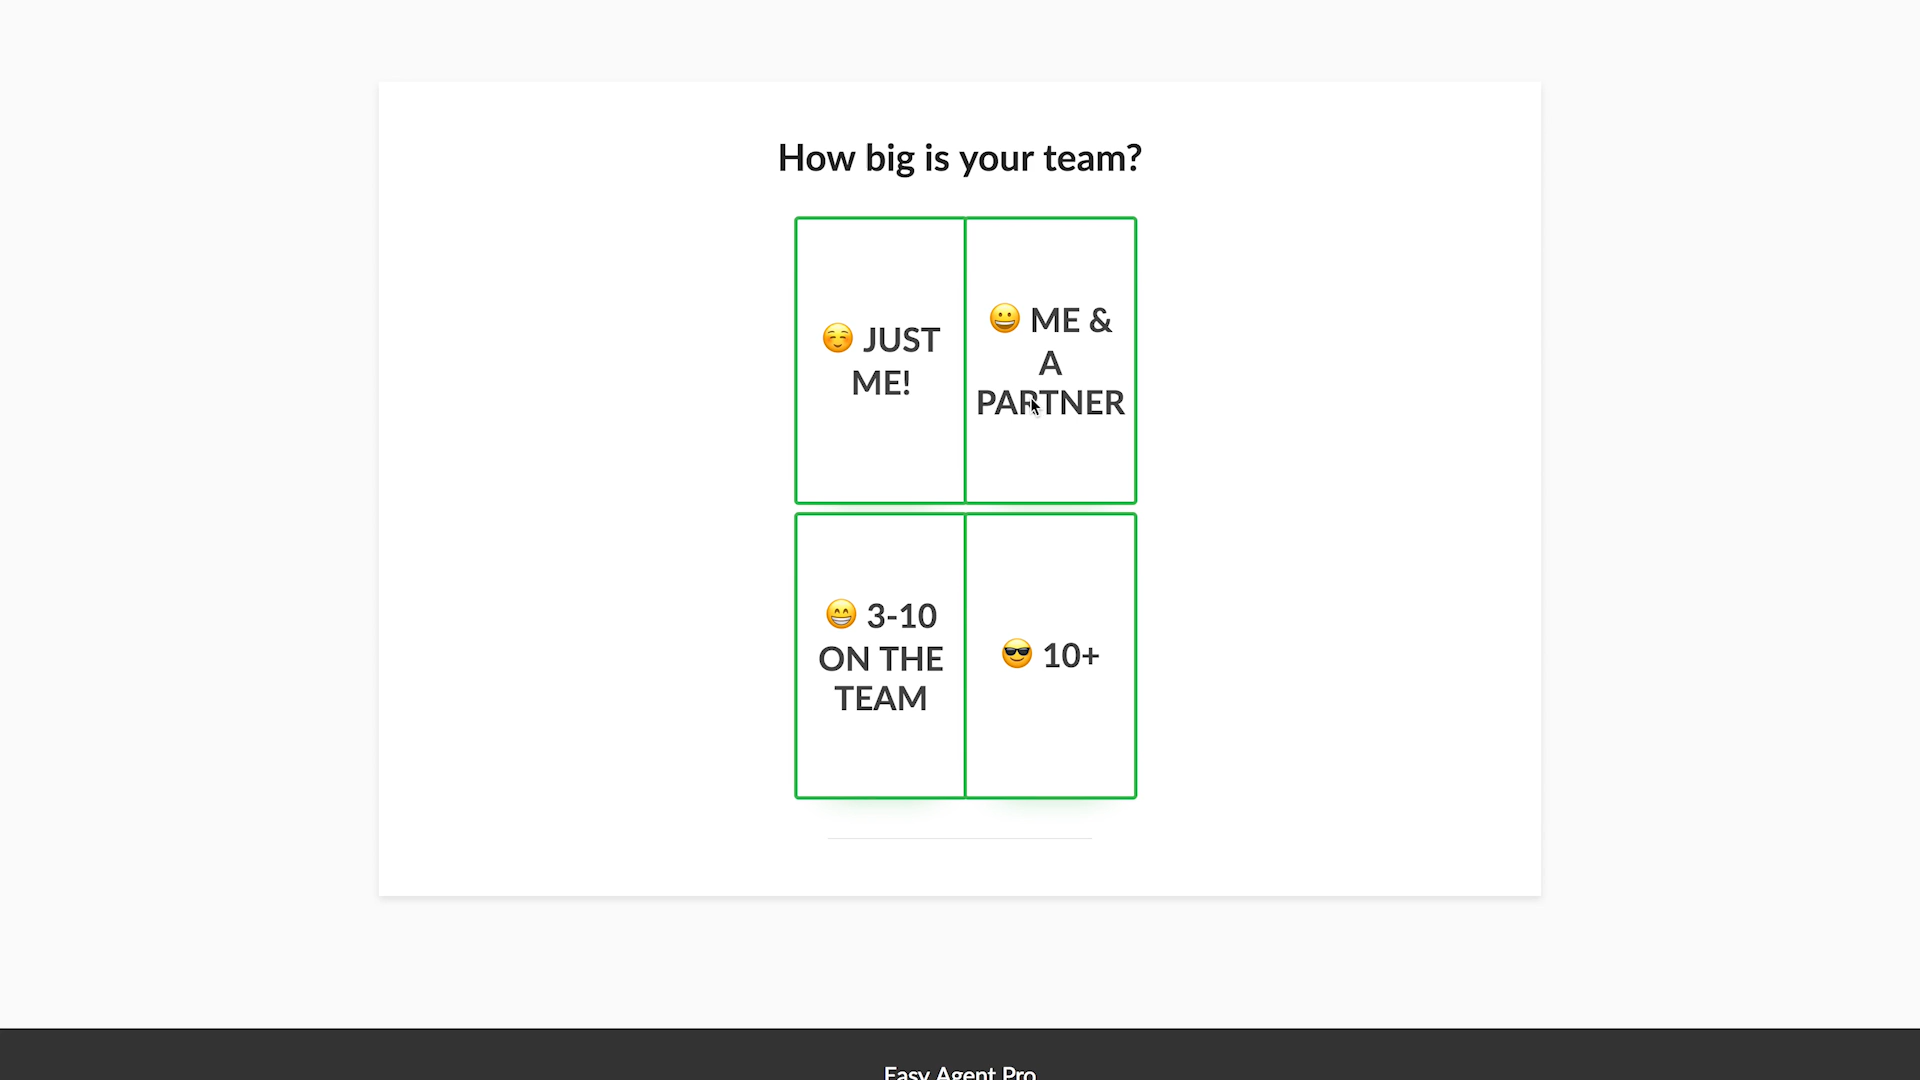 How big is your team?
☺️ JUST
ME!
😀 ME &
A
PARTNER
😁 3-10
ON THE
TEAM
😎 10+
Easy Agent Pro